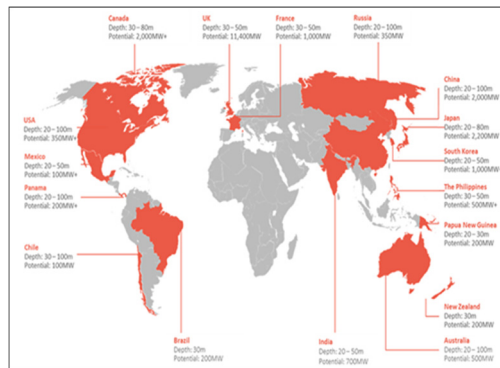 Canada
Depth: 30 – 80m
Potential: 2,000MW+
UK
Depth: 30 – 50m
Potential: 11,400MW
France
Depth: 30 – 50m
Potential: 1,000MW
Russia
Depth: 20 – 100m
Potential: 350MW
China
Depth: 20 – 100m
Potential: 2,000MW
USA
Depth: 20 – 100m
Potential: 350MW+
Japan
Depth: 20 – 80m
Potential: 2,200MW
Mexico
Depth: 20 – 50m
Potential: 100MW+
South Korea
Depth: 20 – 50m
Potential: 1,000MW+
Panama
Depth: 20 – 100m
Potential: 200MW+
The Philippines
Depth: 30 – 50m
Potential: 500MW+
Papua New Guinea
Depth: 20 – 30m
Potential: 200MW
Chile
Depth: 30 – 100m
Potential: 100MW
New Zealand
Depth: 30m
Potential: 200MW
Brazil
Depth: 30m
Potential: 200MW
India
Depth: 20 – 50m
Potential: 700MW
Australia
Depth: 20 – 100m
Potential: 500MW